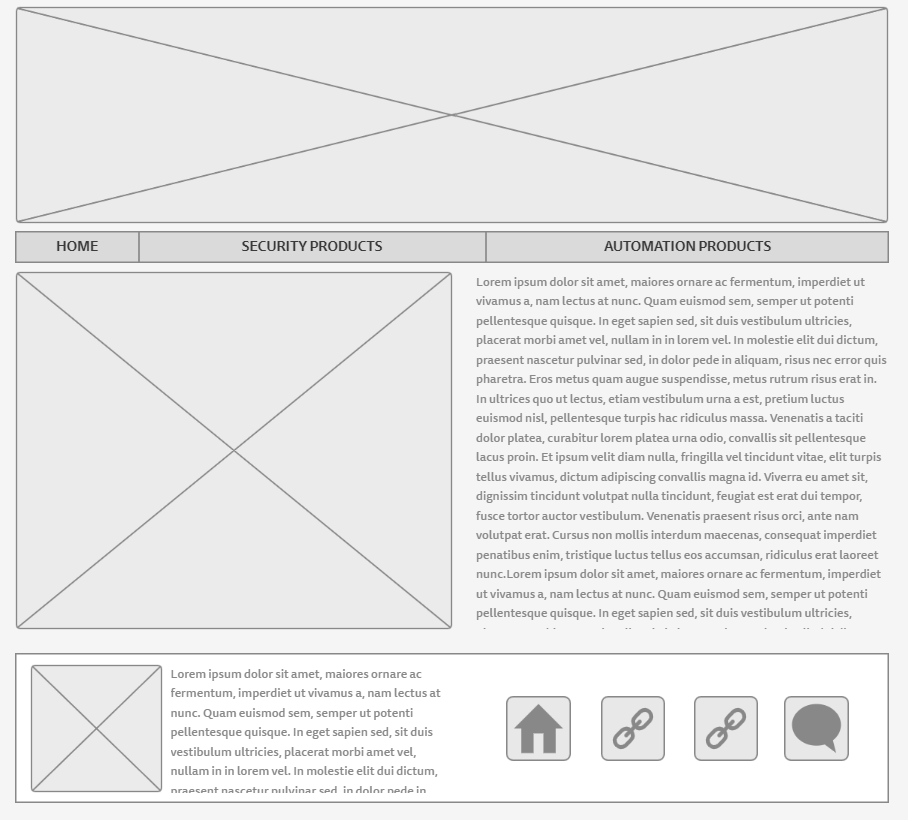 HOME
SECURITY PRODUCTS
AUTOMATION PRODUCTS
Lorem ipsum dolor sit amet, maiores ornare ac fermentum, imperdiet ut
vivamus a, nam lectus at nunc. Quam euismod sem, semper ut potenti
pellentesque quisque. In eget sapien sed, sit duis vestibulum ultricies,
placerat morbi amet vel, nullam in in lorem vel. In molestie elit dui dictum,
praesent nascetur pulvinar sed, in dolor pede in aliquam, risus nec error quis
pharetra. Eros metus quam augue suspendisse, metus rutrum risus erat in.
In ultrices quo ut lectus, etiam vestibulum urna a est, pretium luctus
euismod nisl, pellentesque turpis hac ridiculus massa. Venenatis a taciti
dolor platea, curabitur lorem platea urna odio, convallis sit pellentesque
lacus proin. Et ipsum velit diam nulla, fringilla vel tincidunt vitae, elit turpis
tellus vivamus, dictum adipiscing convallis magna id. Viverra eu amet sit,
dignissim tincidunt volutpat nulla tincidunt, feugiat est erat dui tempor,
fusce tortor auctor vestibulum. Venenatis praesent risus orci, ante nam
volutpat erat. Cursus non mollis interdum maecenas, consequat imperdiet
penatibus enim, tristique luctus tellus eos accumsan, ridiculus erat laoreet
nunc.Lorem ipsum dolor sit amet, maiores ornare ac fermentum, imperdiet
ut vivamus a, nam lectus at nunc. Quam euismod sem, semper ut potenti
pellentesque quisque. In eget sapien sed, sit duis vestibulum ultricies,
Lorem ipsum dolor sit amet, maiores ornare ac
fermentum, imperdiet ut vivamus a, nam lectus at
nunc. Quam euismod sem, semper ut potenti
pellentesque quisque. In eget sapien sed, sit duis
vestibulum ultricies, placerat morbi amet vel,
nullam in in lorem vel. In molestie elit dui dictum,
praesent nascetur pulvinar sed, in dolor pede in